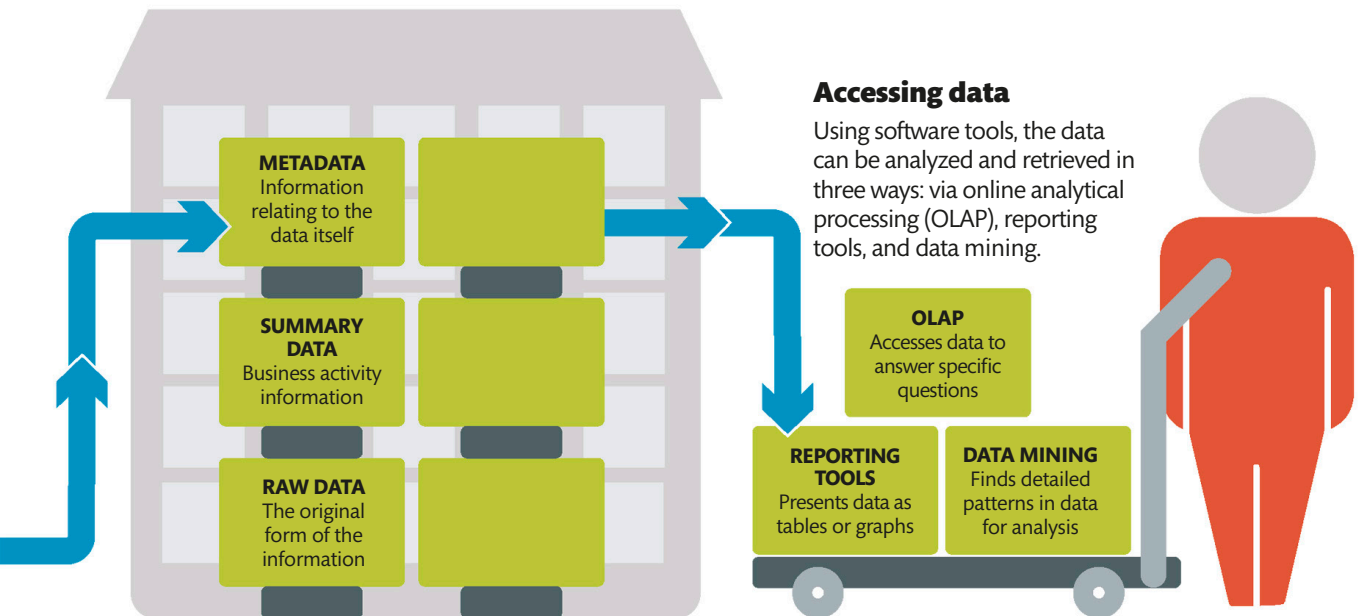 METADATA
Information
relating to the
data itself
SUMMARY
DATA
Business activity
information
RAW DATA
The original
form of the
information
Accessing data
Using software tools, the data
can be analyzed and retrieved in
three ways: via online analytical
processing (OLAP), reporting
tools, and data mining.
OLAP
Accesses data to
answer specific
questions
REPORTING
TOOLS
Presents data as
tables or graphs
DATA MINING
Finds detailed
patterns in data
for analysis